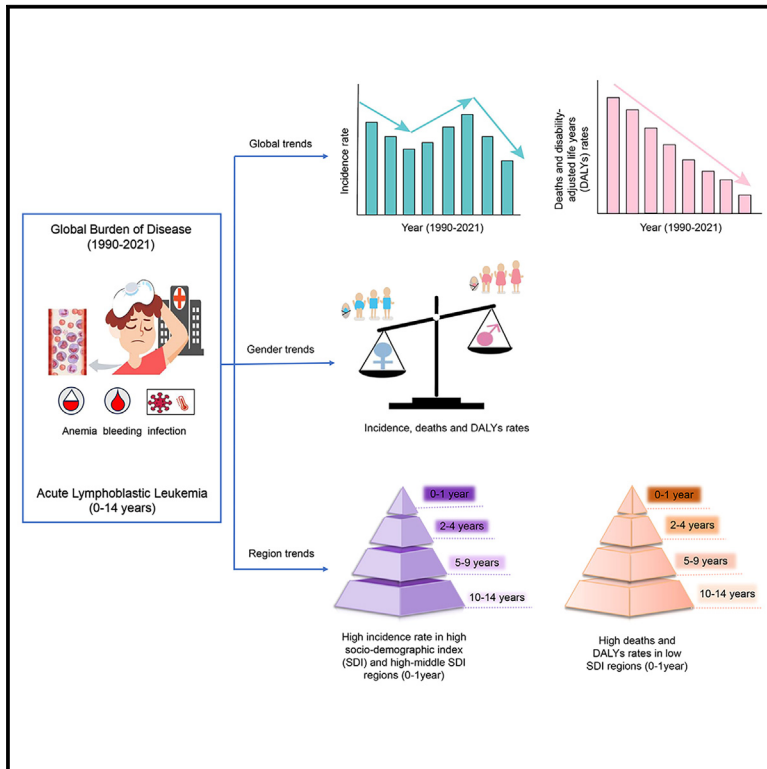 Global Burden of Disease
(1990-2021)
Anemia bleeding infection
Acute Lymphoblastic Leukemia
(0-14 years)
Global trends
Incidence rate
Year (1990-2021)
Deaths and disability-
adjusted life years
(DALYs) rates
Year (1990-2021)
Gender trends
Incidence, deaths and DALYs rates
Region trends
0-1 year
2-4 years
5-9 years
10-14 years
High incidence rate in high
socio-demographic index
(SDI) and high-middle SDI
regions (0-1year)
0-1 year
2-4 years
5-9 years
10-14 years
High deaths and
DALYs rates in low
SDI regions (0-1year)